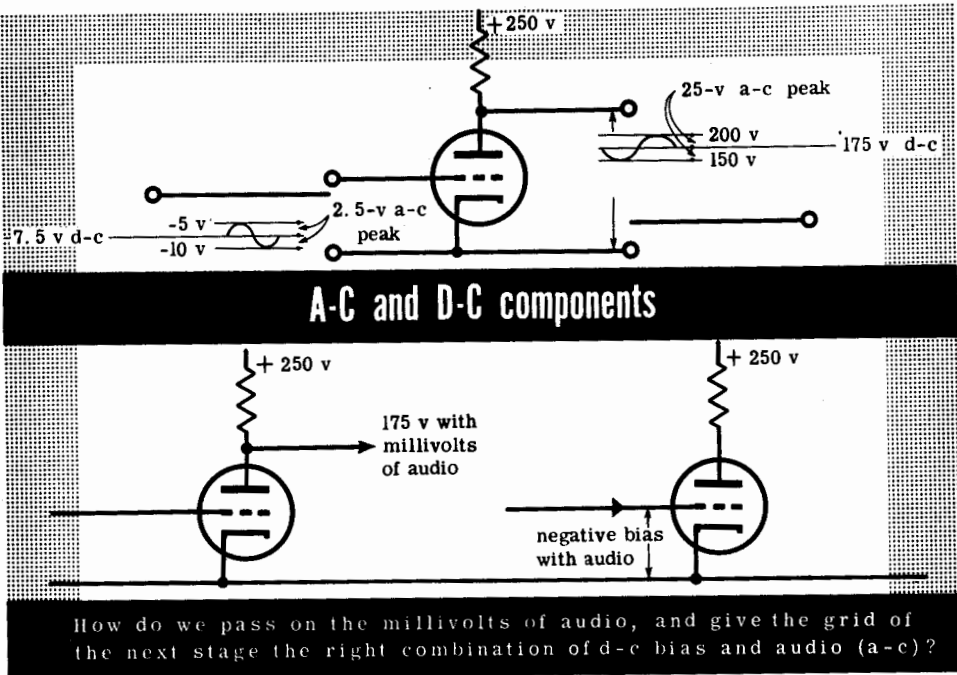 +250 v
25-v a-c peak
200 v
175 v d-c
150 v
-5 v
2.5-v a-c
peak
-7.5 v d-c
-10 v
A-C and D-C components
+ 250 v
+ 250 v
175 v with
millivolts
of audio
negative bias
with audio
How do we pass on the millivolts of audio, and give the grid of
the next stage the right combination of d-c bias and audio (a-c)?